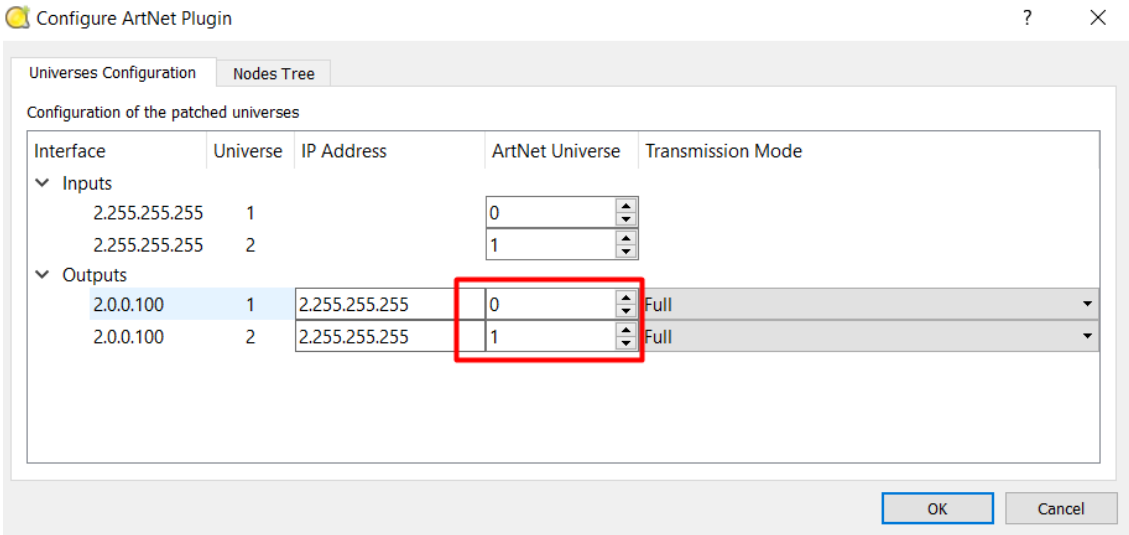 Configure ArtNet Plugin ? ×
Universes Configuration Nodes Tree
Configuration of the patched universes
Interface Universe IP Address ArtNet Universe Transmission Mode
Inputs
2.255.255.255 1 0
2.255.255.255 2 1
Outputs
2.0.0.100 1 2.255.255.255 0 Full
2.0.0.100 2 2.255.255.255 1 Full
OK Cancel